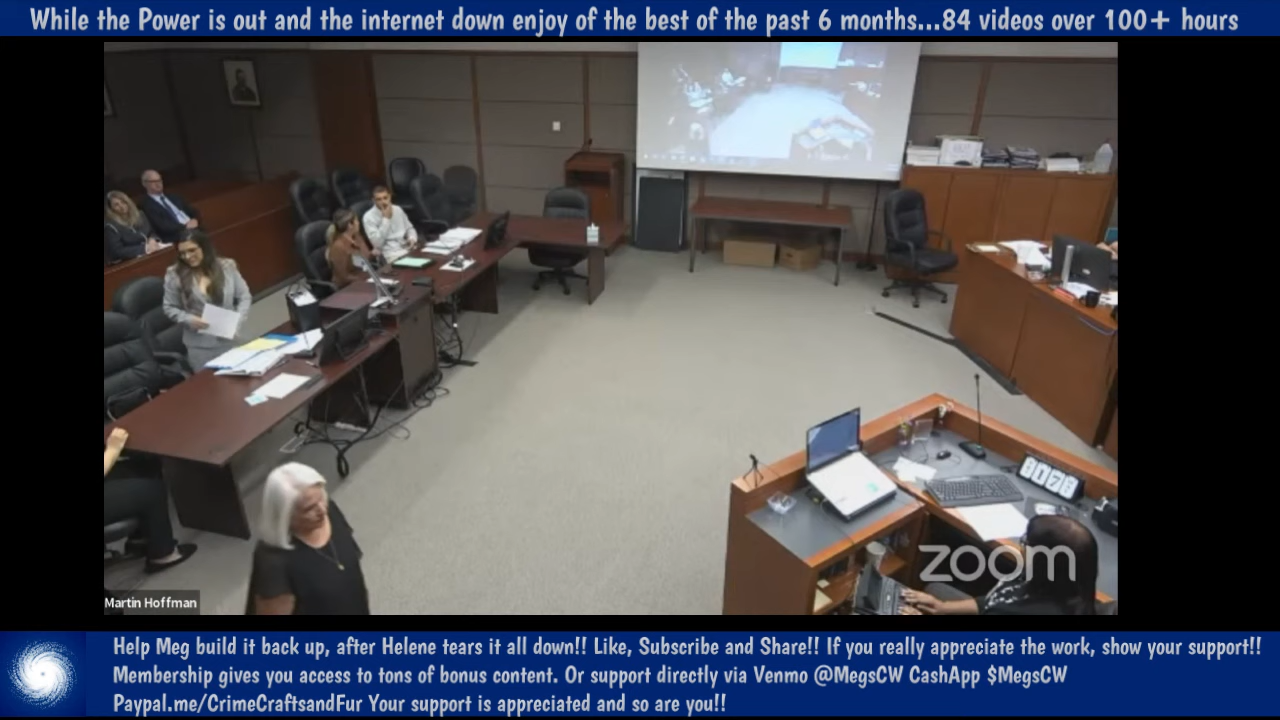 While the Power is out and the internet down enjoy of the best of the past 6 months...84 videos over 100+ hours
zoom
Martin Hoffman
Help Meg build it back up, after Helene tears it all down!! Like, Subscribe and Share!! If you really appreciate the work, show your support!!
Membership gives you access to tons of bonus content. Or support directly via Venmo @MegsCW CashApp $MegsCW
Paypal.me/CrimeCraftsandFur Your support is appreciated and so are you!!